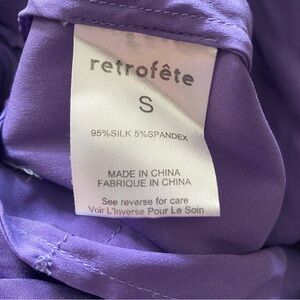 retrofête
S
95%SILK 5%SPANDEX
MADE IN CHINA
FABRIQUE IN CHINA
See reverse for care
Voir L'Inverse Pour Le Soin